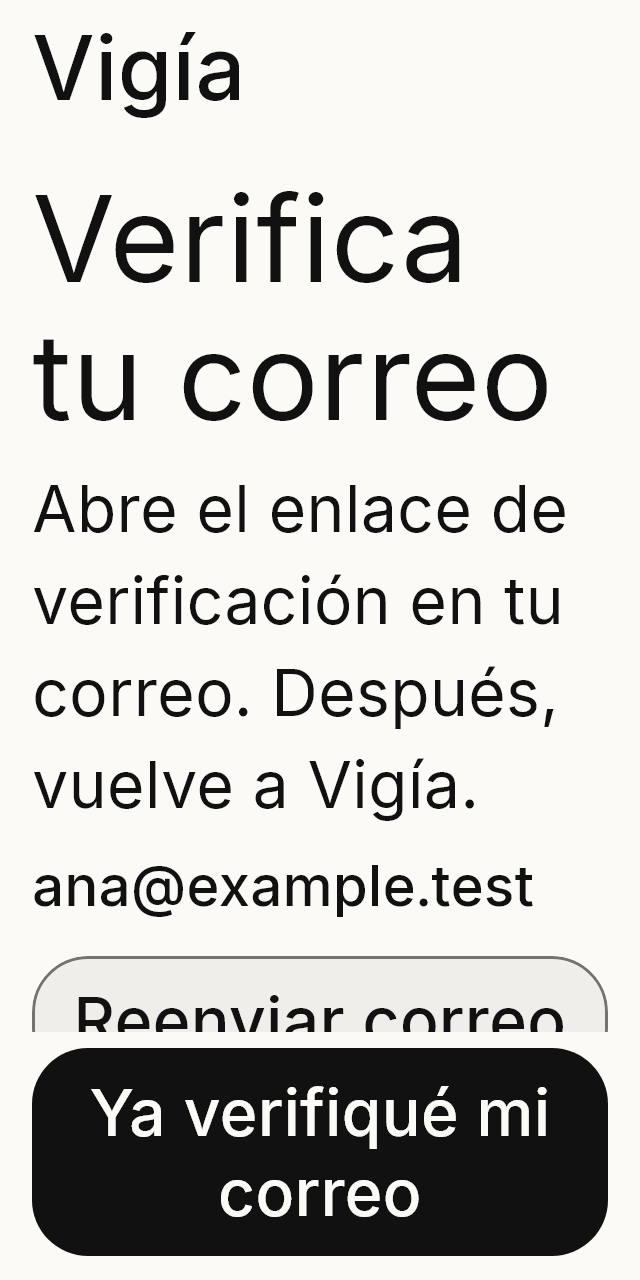 Vigía
Verifica
tu correo
Abre el enlace de
verificación en tu
correo. Después,
vuelve a Vigía.
ana@example.test
Reenviar correo
Ya verifiqué mi
correo